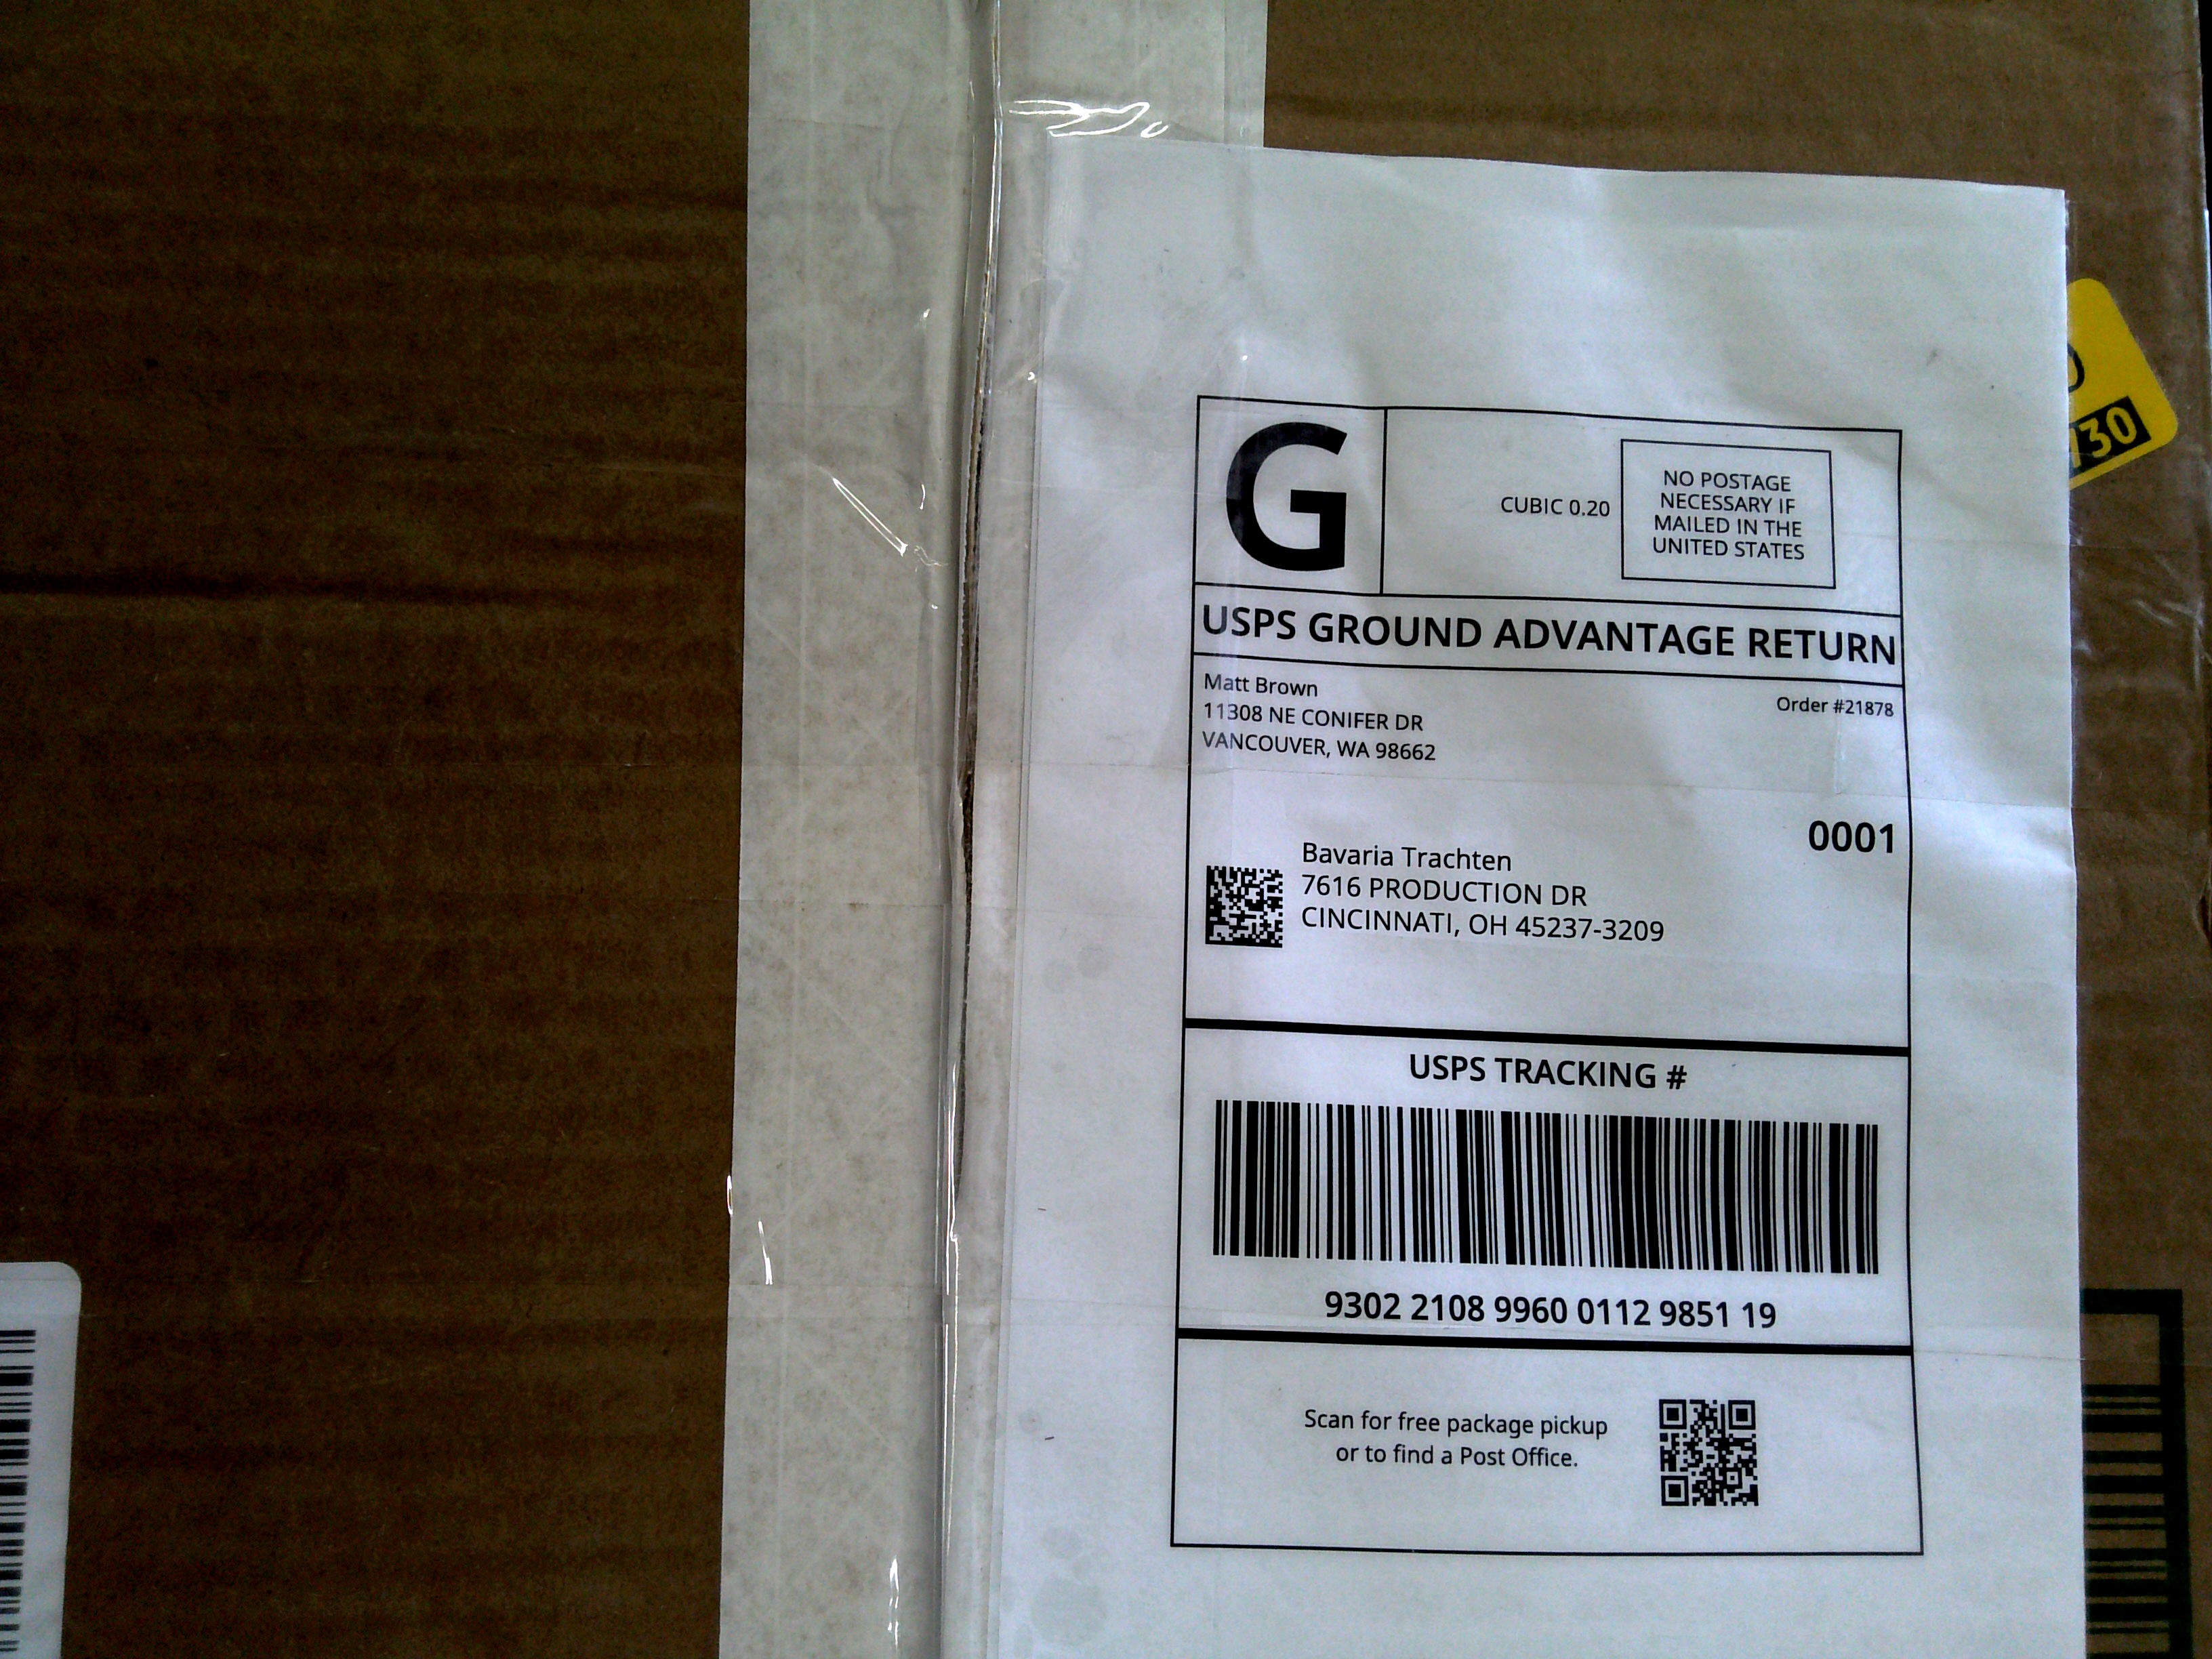 G
CUBIC 0.20
NO POSTAGE
NECESSARY IF
MAILED IN THE
UNITED STATES
USPS GROUND ADVANTAGE RETURN
Matt Brown
11308 NE CONIFER DR
VANCOUVER, WA 98662
Order #21878
0001
Bavaria Trachten
7616 PRODUCTION DR
CINCINNATI, OH 45237-3209
USPS TRACKING #
9302 2108 9960 0112 9851 19
Scan for free package pickup
or to find a Post Office.